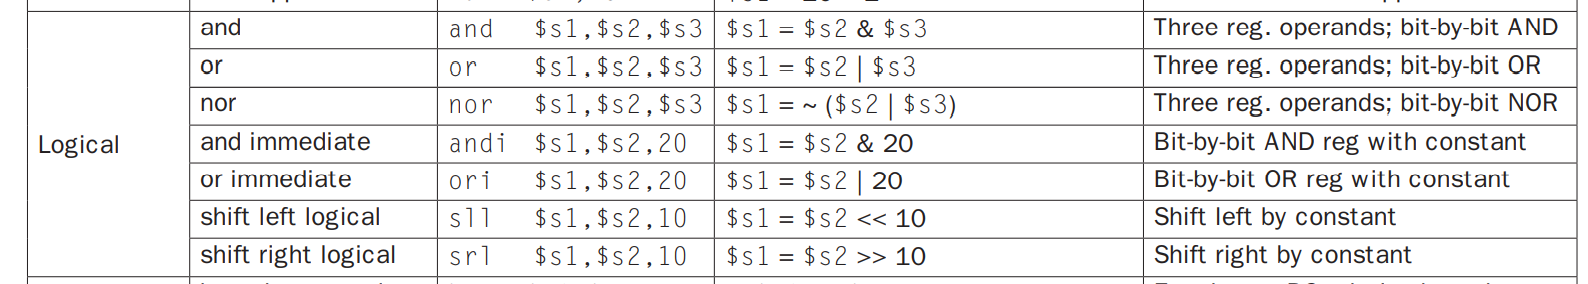 and and $s1,$s2,$s3 $s1 = $s2 & $s3 Three reg. operands; bit-by-bit AND
or or $s1,$s2,$s3 $s1 = $s2 | $s3 Three reg. operands; bit-by-bit OR
nor nor $s1,$s2,$s3 $s1 = ~ ($s2 | $s3) Three reg. operands; bit-by-bit NOR
Logical and immediate andi $s1,$s2,20 $s1 = $s2 & 20 Bit-by-bit AND reg with constant
or immediate ori $s1,$s2,20 $s1 = $s2 | 20 Bit-by-bit OR reg with constant
shift left logical sll $s1,$s2,10 $s1 = $s2 << 10 Shift left by constant
shift right logical srl $s1,$s2,10 $s1 = $s2 >> 10 Shift right by constant